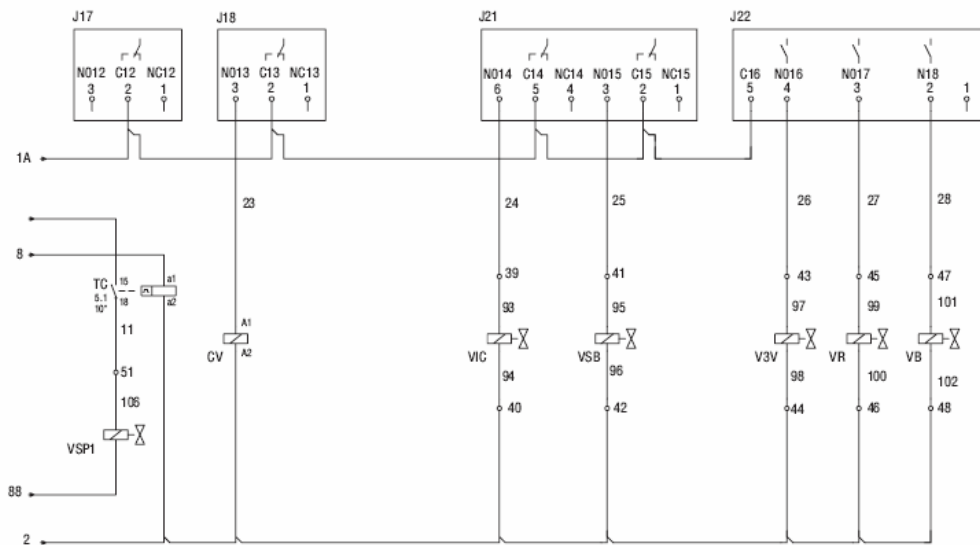 J17 J18 J21 J22
N012 C12 NC12 N013 C13 NC13 N014 C14 NC14 N015 C15 NC15 C16 N016 N017 N18
3 2 1 3 2 1 6 5 4 3 2 1 5 4 3 2 1
1A
23 24 25 26 27 28
8
TC 15 a1 39 41 43 45 47
5.1 18 a2
10"
93 95 97 99 101
11 A1
CV A2 VIC VSB V3V VR VB
51 94 96 98 100 102
106 40 42 44 46 48
VSP1
88
2